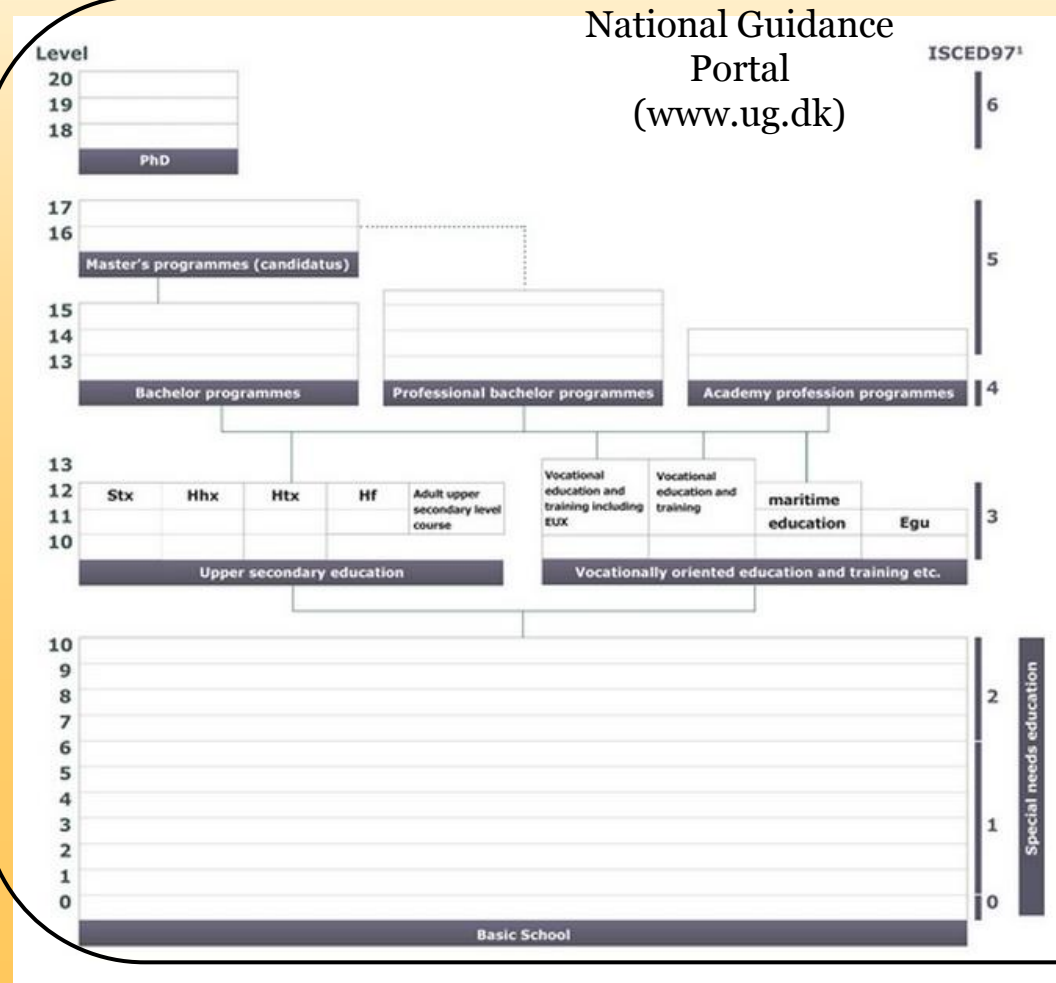 National Guidance
Portal
(www.ug.dk)
Level
ISCED97¹
20
19
18
6
PhD
17
16
Master's programmes (candidatus)
5
15
14
13
Bachelor programmes
Professional bachelor programmes
Academy profession programmes
4
13
12
11
10
Stx
Hhx
Htx
Hf
Adult upper
secondary level
course
Vocational
education and
training including
EUX
Vocational
education and
training
maritime
education
Egu
3
Upper secondary education
Vocationally oriented education and training etc.
10
9
8
7
6
5
4
3
2
1
0
2
1
0
Special needs education
Basic School